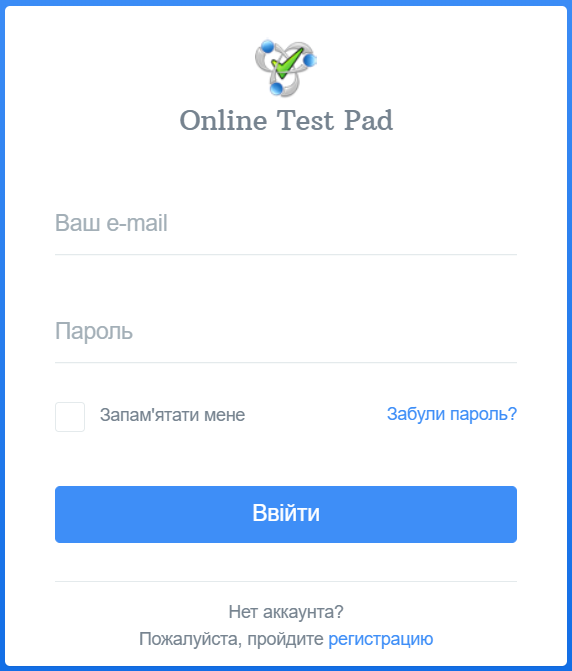 Online Test Pad
Ваш e-mail
Пароль
Запам'ятати мене
Забули пароль?
Ввійти
Нет аккаунта?
Пожалуйста, пройдите регистрацию